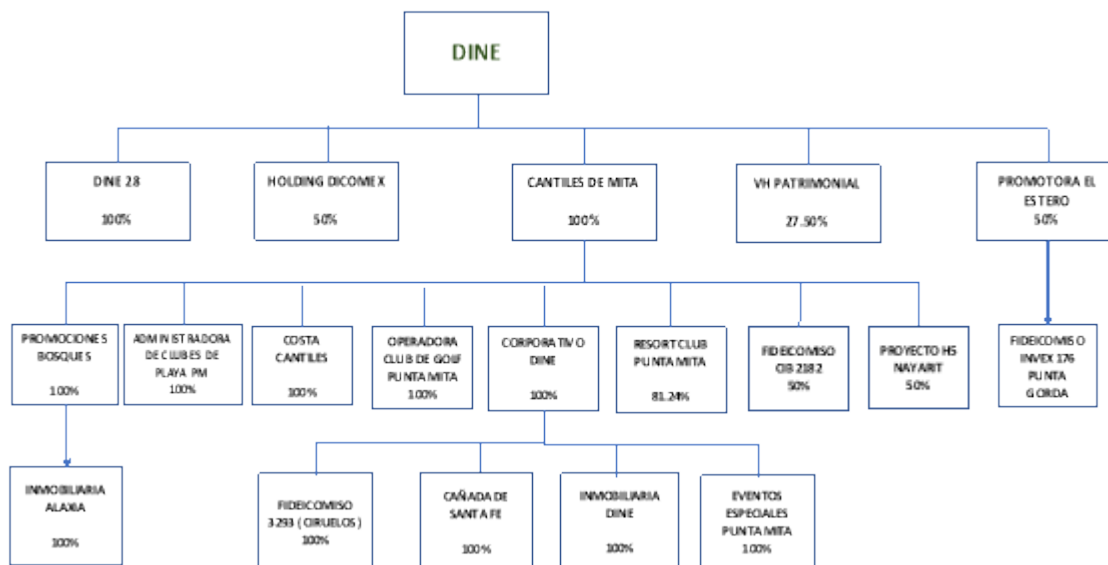 DINE
DINE 28
100%
HOLDING DICOMEX
50%
CANTILES DE MITA
100%
VH PATRIMONIAL
27.50%
PROMOTORA EL
ESTERO
50%
PROMOCIONES
BOSQUES
100%
ADMINISTRADORA
DE CLUBES DE
PLAYA PM
100%
COSTA
CANTILES
100%
OPERADORA
CLUB DE GOLF
PUNTA MITA
100%
CORPORATIVO
DINE
100%
RESORT CLUB
PUNTA MITA
81.24%
FIDEICOMISO
CIB 2182
50%
PROYECTO HS
NAYARIT
50%
FIDEICOMISO
INVEX 176
PUNTA
GORDA
INMOBILIARIA
ALAXIA
100%
FIDEICOMISO
3293 ( CIRUELOS )
100%
CAÑADA DE
SANTA FE
100%
INMOBILIARIA
DINE
100%
EVENTOS
ESPECIALES
PUNTA MITA
100%